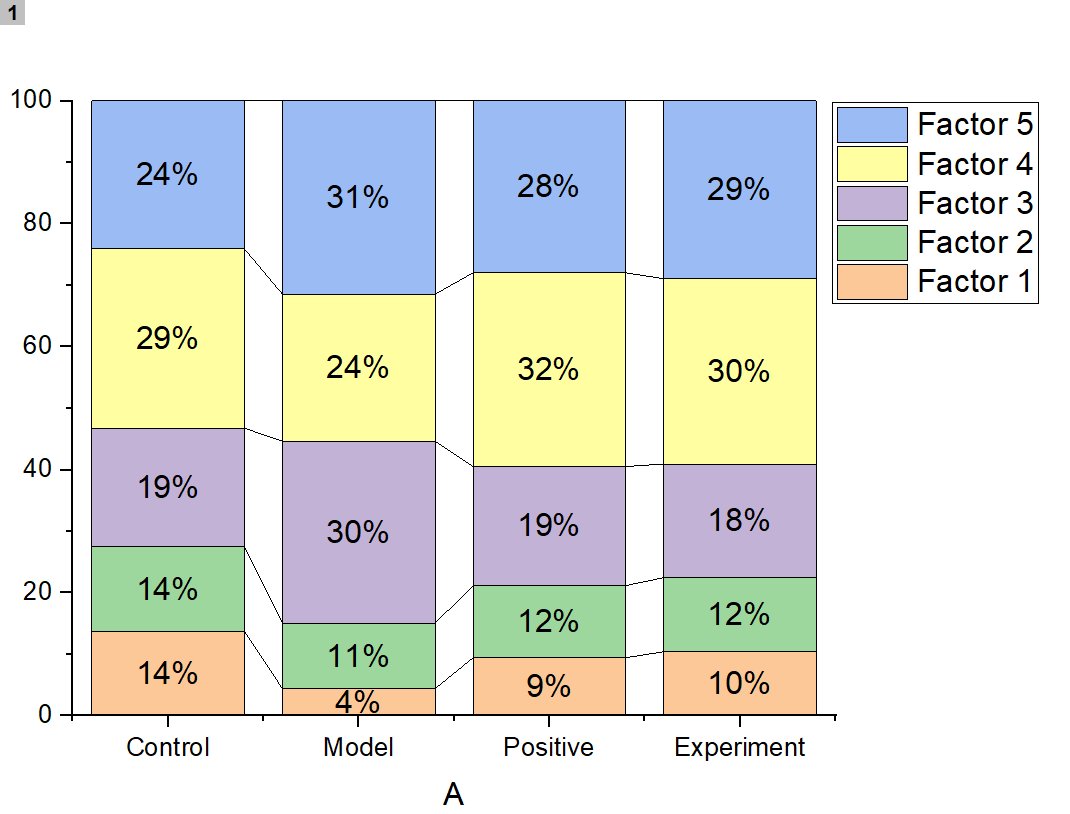 1
100
80
60
40
20
0
24%
31%
28%
29%
29%
24%
32%
30%
19%
30%
19%
18%
14%
11%
12%
12%
14%
4%
9%
10%
Control
Model
Positive
Experiment
A
Factor 5
Factor 4
Factor 3
Factor 2
Factor 1